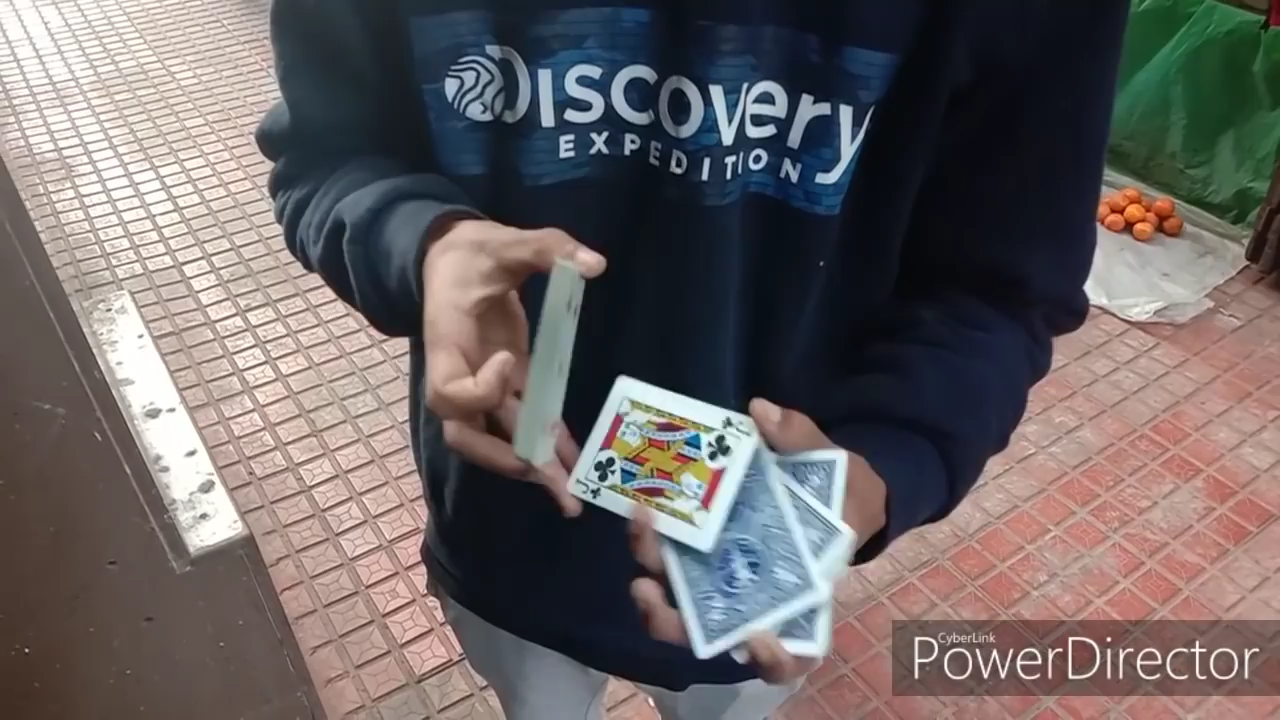 Discovery
EXPEDITION
J
J
CyberLink
PowerDirector